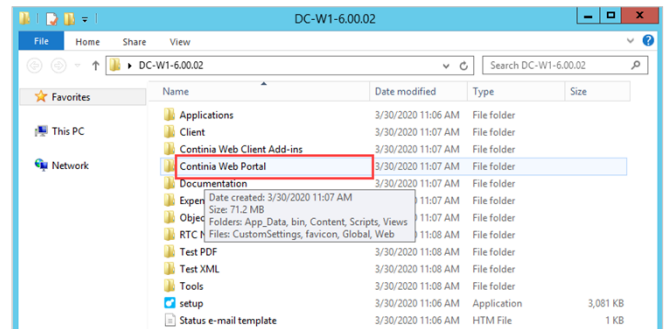 DC-W1-6.00.02
File Home Share View
DC-W1-6.00.02 Search DC-W1-6.00.02
Name Date modified Type Size
Favorites
This PC
Network
Applications 3/30/2020 11:06 AM File folder
Client 3/30/2020 11:07 AM File folder
Continia Web Client Add-ins 3/30/2020 11:07 AM File folder
Continia Web Portal 3/30/2020 11:07 AM File folder
Documentation 3/30/2020 11:07 AM File folder
Expen 3/30/2020 11:07 AM File folder
Objec 3/30/2020 11:08 AM File folder
RTC 3/30/2020 11:08 AM File folder
Date created: 3/30/2020 11:07 AM
Size: 71.2 MB
Folders: App_Data, bin, Content, Scripts, Views
Files: CustomSettings, favicon, Global, Web
Test PDF 3/30/2020 11:08 AM File folder
Test XML 3/30/2020 11:08 AM File folder
Tools 3/30/2020 11:08 AM File folder
setup 3/30/2020 11:06 AM Application 3,081 KB
Status e-mail template 3/30/2020 11:06 AM HTM File 1 KB